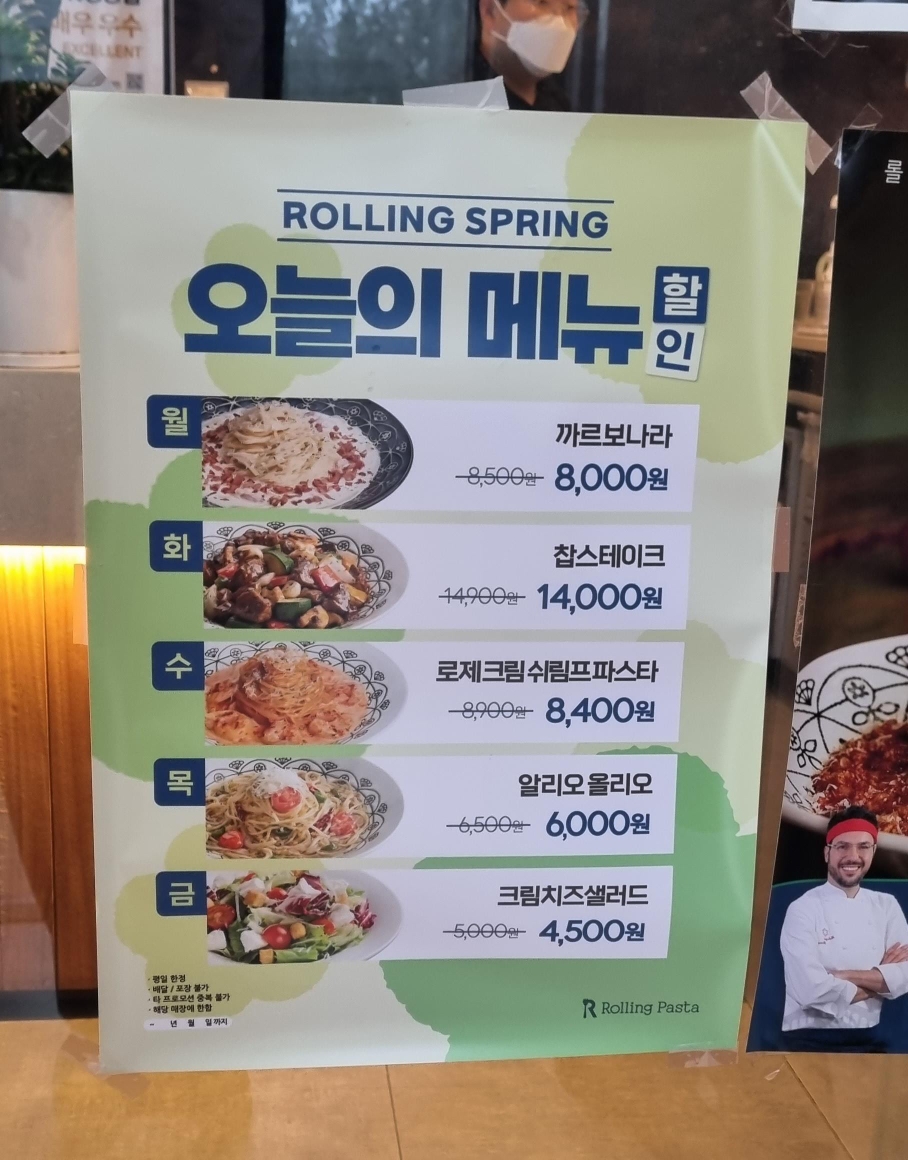 배우우수
EXCELLENT
롤
ROLLING SPRING
오늘의 메뉴 할인
월
까르보나라
8,500원 8,000원
화
찹스테이크
14,900원 14,000원
수
로제크림 쉬림프파스타
8,900원 8,400원
목
알리오올리오
6,500원 6,000원
금
크림치즈샐러드
5,000원 4,500원
· 평일 한정
· 배달 / 포장 불가
· 타 프로모션 중복 불가
· 해당 매장에 한함
~ 년 월 일 까지
Rolling Pasta